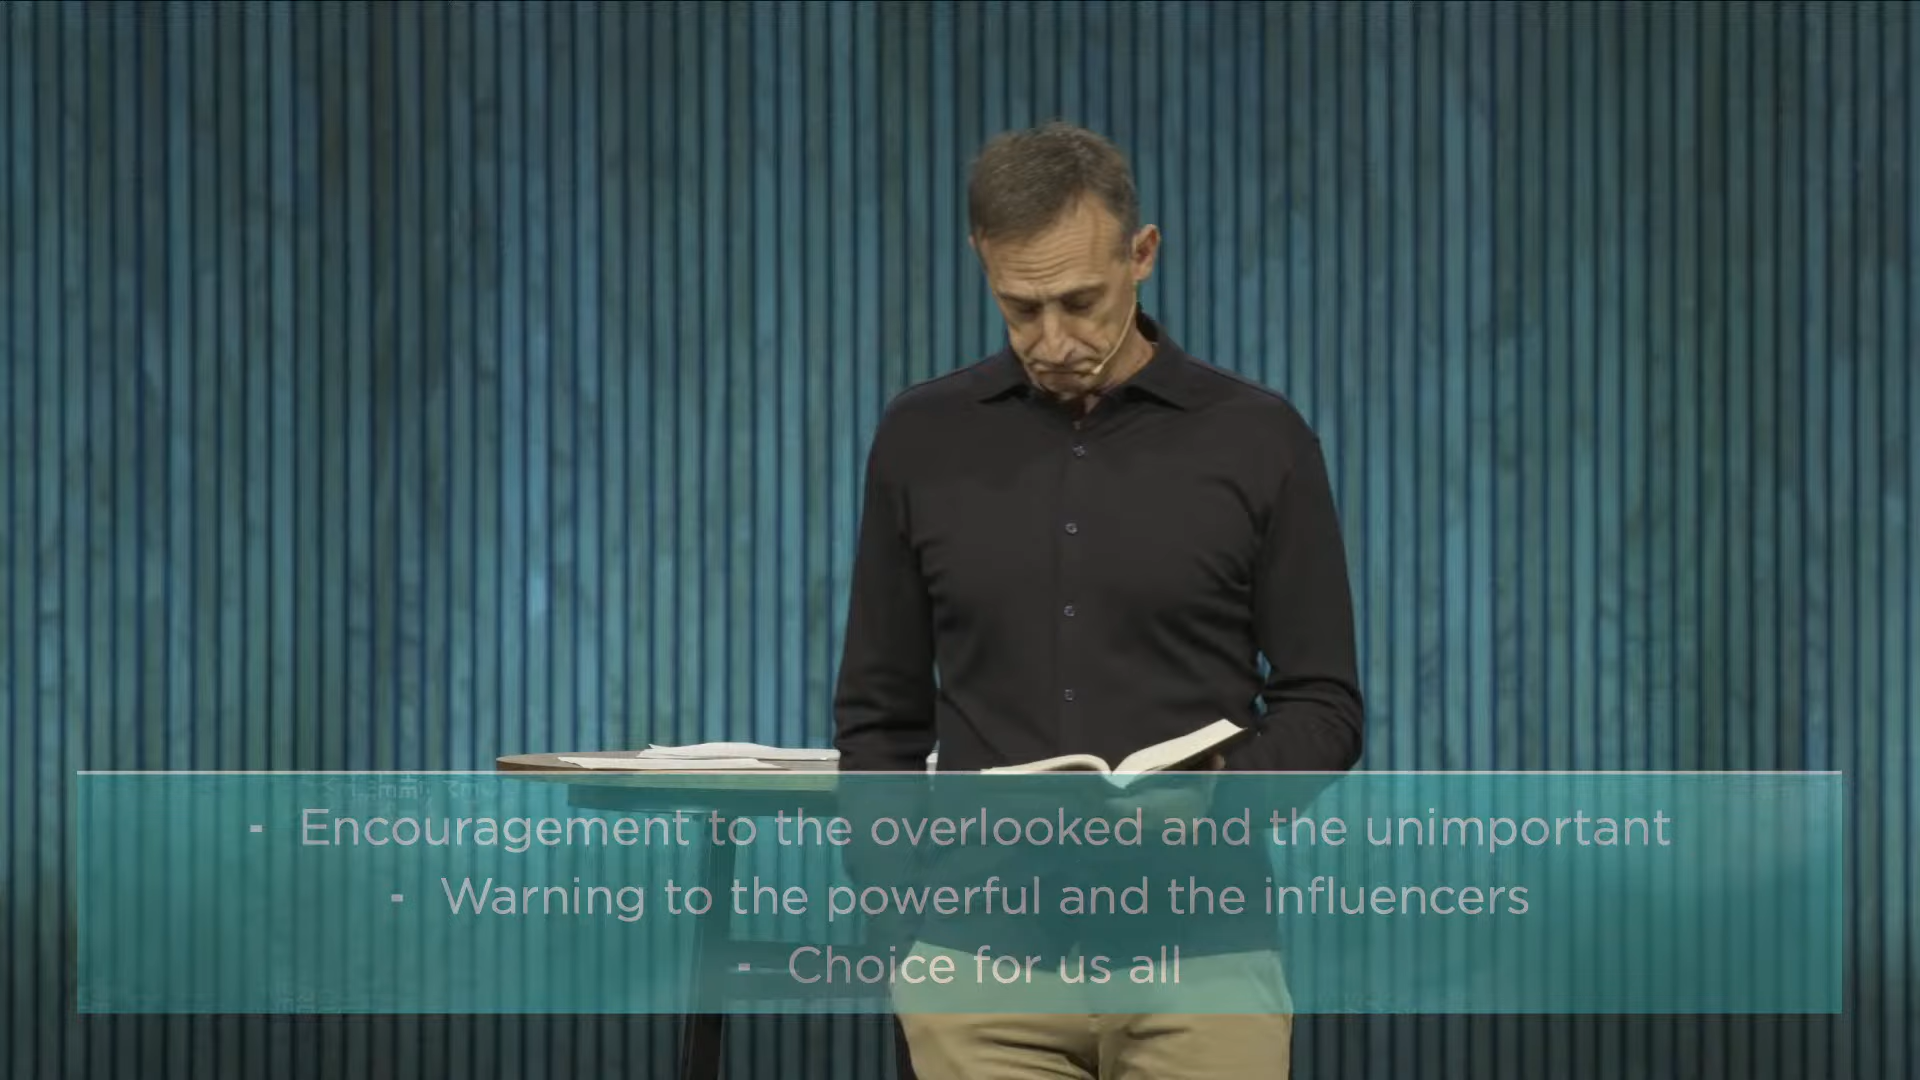 - Encouragement to the overlooked and the unimportant
- Warning to the powerful and the influencers
- Choice for us all